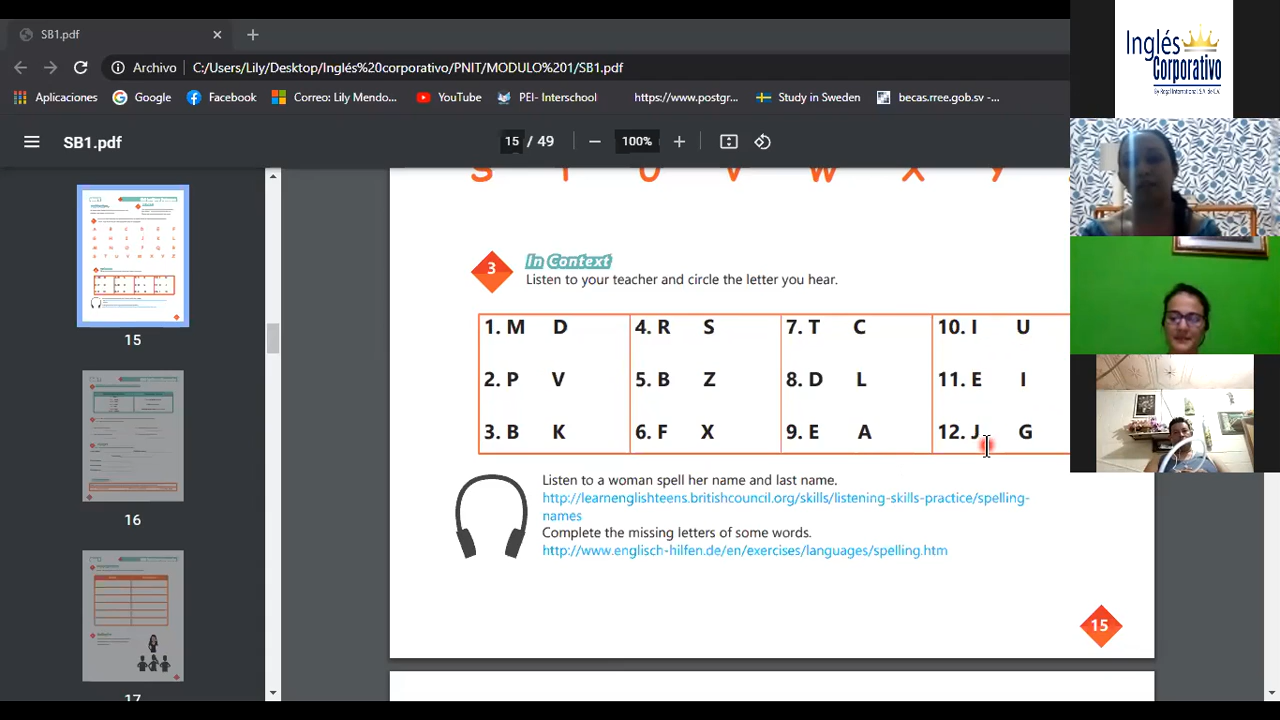 SB1.pdf
Archivo C:/Users/Lily/Desktop/Inglés%20corporativo/PNIT/MODULO%201/SB1.pdf
Aplicaciones Google Facebook Correo: Lily Mendo... YouTube PEI- Interschool https://www.postgr... Study in Sweden becas.rree.gob.sv -...
SB1.pdf 15 / 49 100%
S T U V W X Y
3 In Context
Listen to your teacher and circle the letter you hear.
1. M D 4. R S 7. T C 10. I U
2. P V 5. B Z 8. D L 11. E I
3. B K 6. F X 9. E A 12. J G
Listen to a woman spell her name and last name.
http://learnenglishteens.britishcouncil.org/skills/listening-skills-practice/spelling-
names
Complete the missing letters of some words.
http://www.englisch-hilfen.de/en/exercises/languages/spelling.htm
15
15
16
17
Inglés
Corporativo